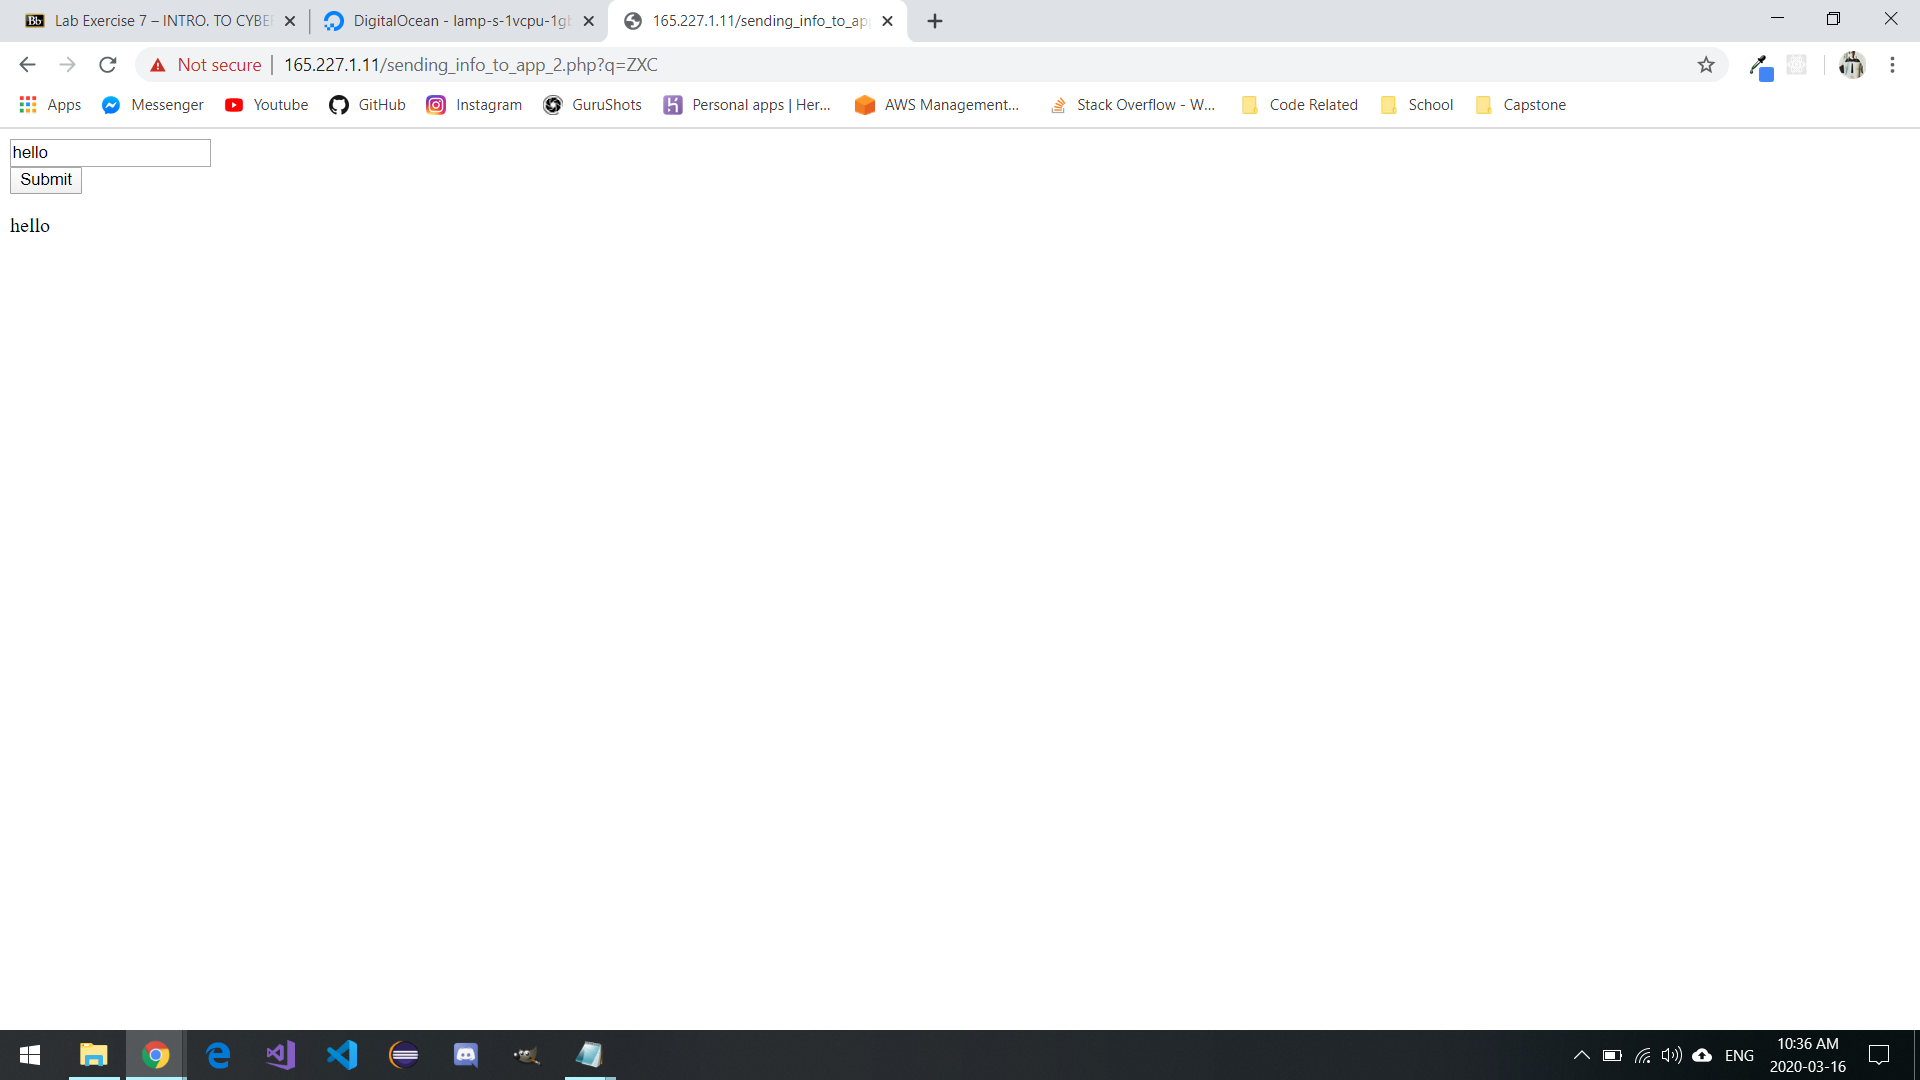 Lab Exercise 7 – INTRO. TO CYBE
DigitalOcean - lamp-s-1vcpu-1g
165.227.1.11/sending_info_to_ap
Not secure | 165.227.1.11/sending_info_to_app_2.php?q=ZXC
Apps Messenger Youtube GitHub Instagram GuruShots Personal apps | Her... AWS Management... Stack Overflow - W... Code Related School Capstone
hello
Submit
hello
ENG
10:36 AM
2020-03-16